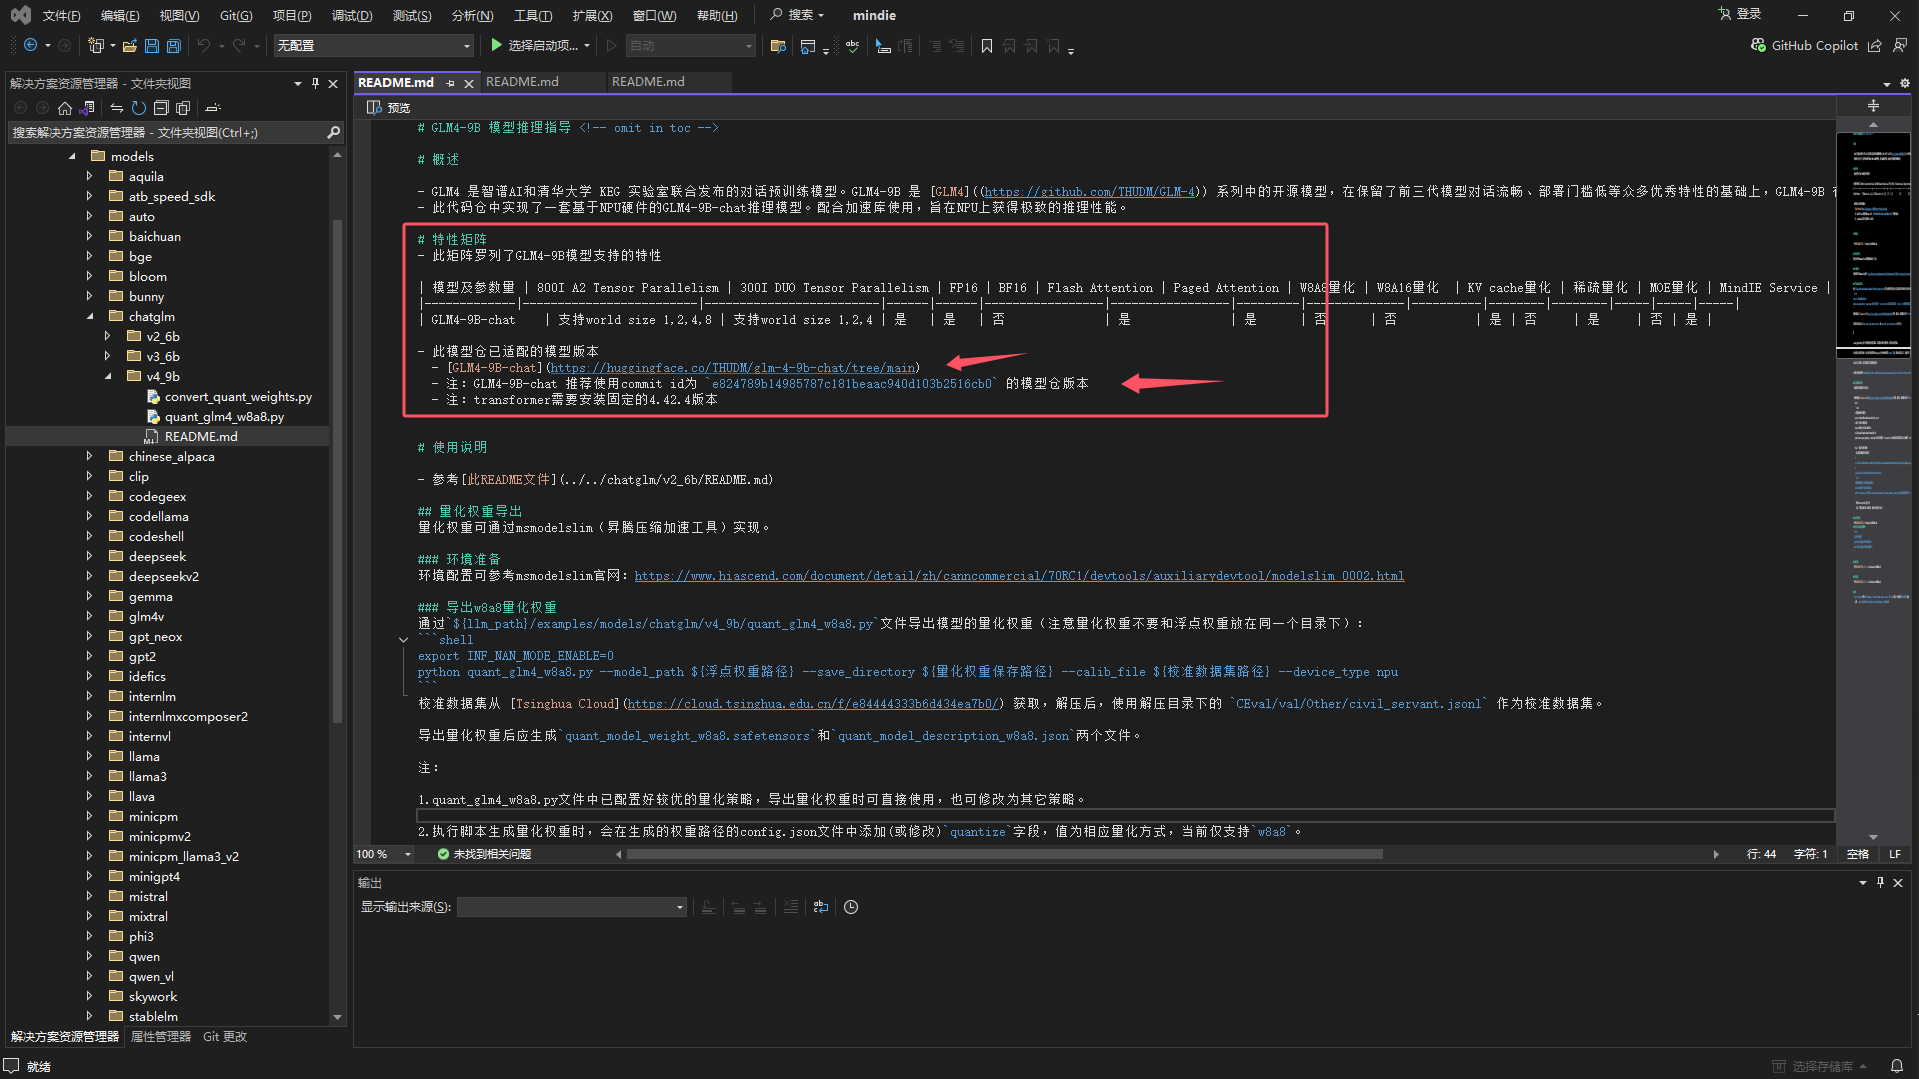 文件(F) 编辑(E) 视图(V) Git(G) 项目(P) 调试(D) 测试(S) 分析(N) 工具(T) 扩展(X) 窗口(W) 帮助(H) 搜索 mindie 登录
无配置 选择启动项... 自动 GitHub Copilot
解决方案资源管理器 - 文件夹视图
搜索解决方案资源管理器 - 文件夹视图(Ctrl+;)
models
aquila
atb_speed_sdk
auto
baichuan
bge
bloom
bunny
chatglm
v2_6b
v3_6b
v4_9b
convert_quant_weights.py
quant_glm4_w8a8.py
README.md
chinese_alpaca
clip
codegeex
codellama
codeshell
deepseek
deepseekv2
gemma
glm4v
gpt_neox
gpt2
idefics
internlm
internlmxcomposer2
internvl
llama
llama3
llava
minicpm
minicpmv2
minicpm_llama3_v2
minigpt4
mistral
mixtral
phi3
qwen
qwen_vl
skywork
stablelm
解决方案资源管理器 属性管理器 Git 更改
README.md README.md README.md
预览
# GLM4-9B 模型推理指导 <!-- omit in toc -->
# 概述
- GLM4 是智谱AI和清华大学 KEG 实验室联合发布的对话预训练模型。GLM4-9B 是 [GLM4]((https://github.com/THUDM/GLM-4)) 系列中的开源模型，在保留了前三代模型对话流畅、部署门槛低等众多优秀特性的基础上，GLM4-9B
- 此代码仓中实现了一套基于NPU硬件的GLM4-9B-chat推理模型。配合加速库使用，旨在NPU上获得极致的推理性能。
# 特性矩阵
- 此矩阵罗列了GLM4-9B模型支持的特性
| 模型及参数量 | 800I A2 Tensor Parallelism | 300I DUO Tensor Parallelism | FP16 | BF16 | Flash Attention | Paged Attention | W8A8量化 | W8A16量化 | KV cache量化 | 稀疏量化 | MOE量化 | MindIE Service |
|-------------|-------------------------|--------------------------|------|------|-----------------|-----------------|---------|----------|--------------|--------|-------|-----|
| GLM4-9B-chat | 支持world size 1,2,4,8 | 支持world size 1,2,4 | 是 | 是 | 否 | 是 | 是 | 否 | 否 | 是 | 否 | 是 | 否 | 是 |
- 此模型仓已适配的模型版本
- [GLM4-9B-chat](https://huggingface.co/THUDM/glm-4-9b-chat/tree/main)
- 注：GLM4-9B-chat 推荐使用commit id为 `e824789b14985787c181beaac940d103b2516cb0` 的模型仓版本
- 注：transformer需要安装固定的4.42.4版本
# 使用说明
- 参考[此README文件](../../chatglm/v2_6b/README.md)
## 量化权重导出
量化权重可通过msmodelslim（昇腾压缩加速工具）实现。
### 环境准备
环境配置可参考msmodelslim官网：https://www.hiascend.com/document/detail/zh/canncommercial/70RC1/devtools/auxiliarydevtool/modelslim_0002.html
### 导出w8a8量化权重
通过`${llm_path}/examples/models/chatglm/v4_9b/quant_glm4_w8a8.py`文件导出模型的量化权重（注意量化权重不要和浮点权重放在同一个目录下）：
```shell
export INF_NAN_MODE_ENABLE=0
python quant_glm4_w8a8.py --model_path ${浮点权重路径} --save_directory ${量化权重保存路径} --calib_file ${校准数据集路径} --device_type npu
```
校准数据集从 [Tsinghua Cloud](https://cloud.tsinghua.edu.cn/f/e84444333b6d434ea7b0/) 获取，解压后，使用解压目录下的 `CEval/val/Other/civil_servant.jsonl` 作为校准数据集。
导出量化权重后应生成`quant_model_weight_w8a8.safetensors`和`quant_model_description_w8a8.json`两个文件。
注：
1.quant_glm4_w8a8.py文件中已配置好较优的量化策略，导出量化权重时可直接使用，也可修改为其它策略。
2.执行脚本生成量化权重时，会在生成的权重路径的config.json文件中添加(或修改)`quantize`字段，值为相应量化方式，当前仅支持`w8a8`。
100 % 未找到相关问题 行: 44 字符: 1 空格 LF
输出
显示输出来源(S):
就绪 选择存储库